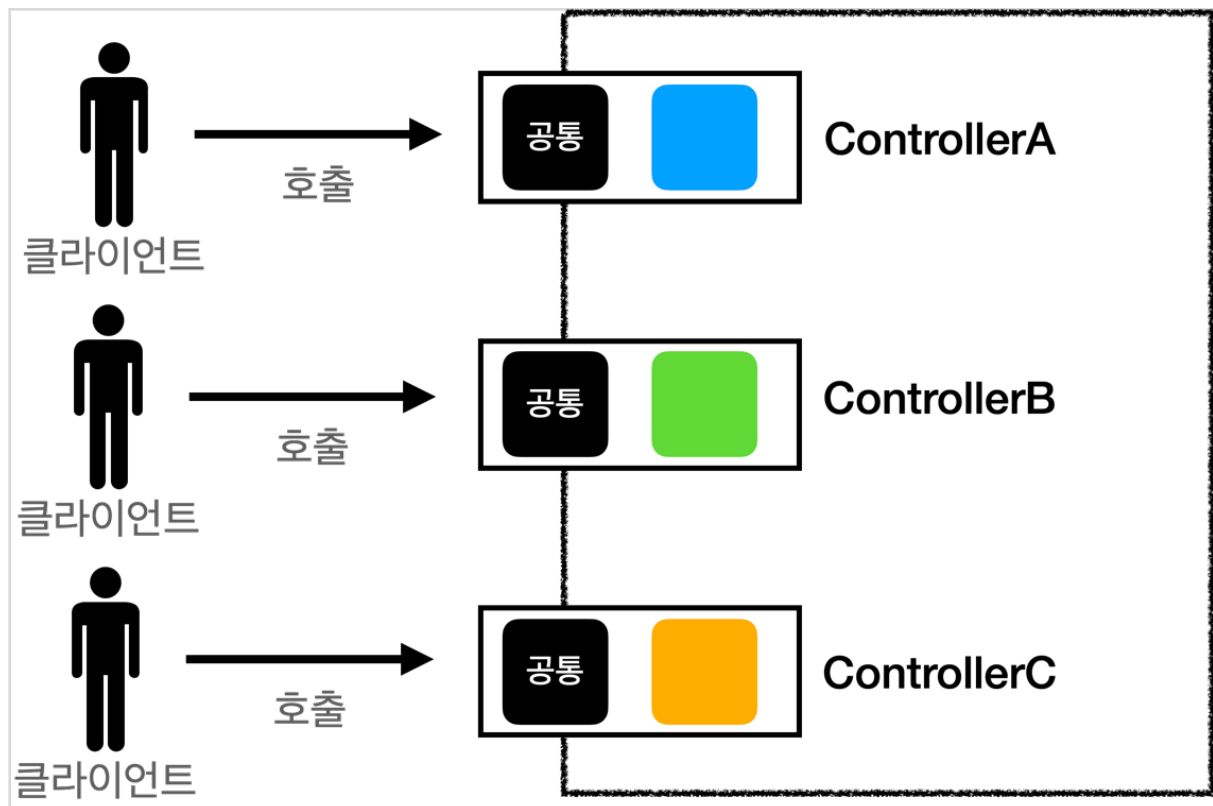 공통
ControllerA
호출
클라이언트
공통
ControllerB
호출
클라이언트
공통
ControllerC
호출
클라이언트